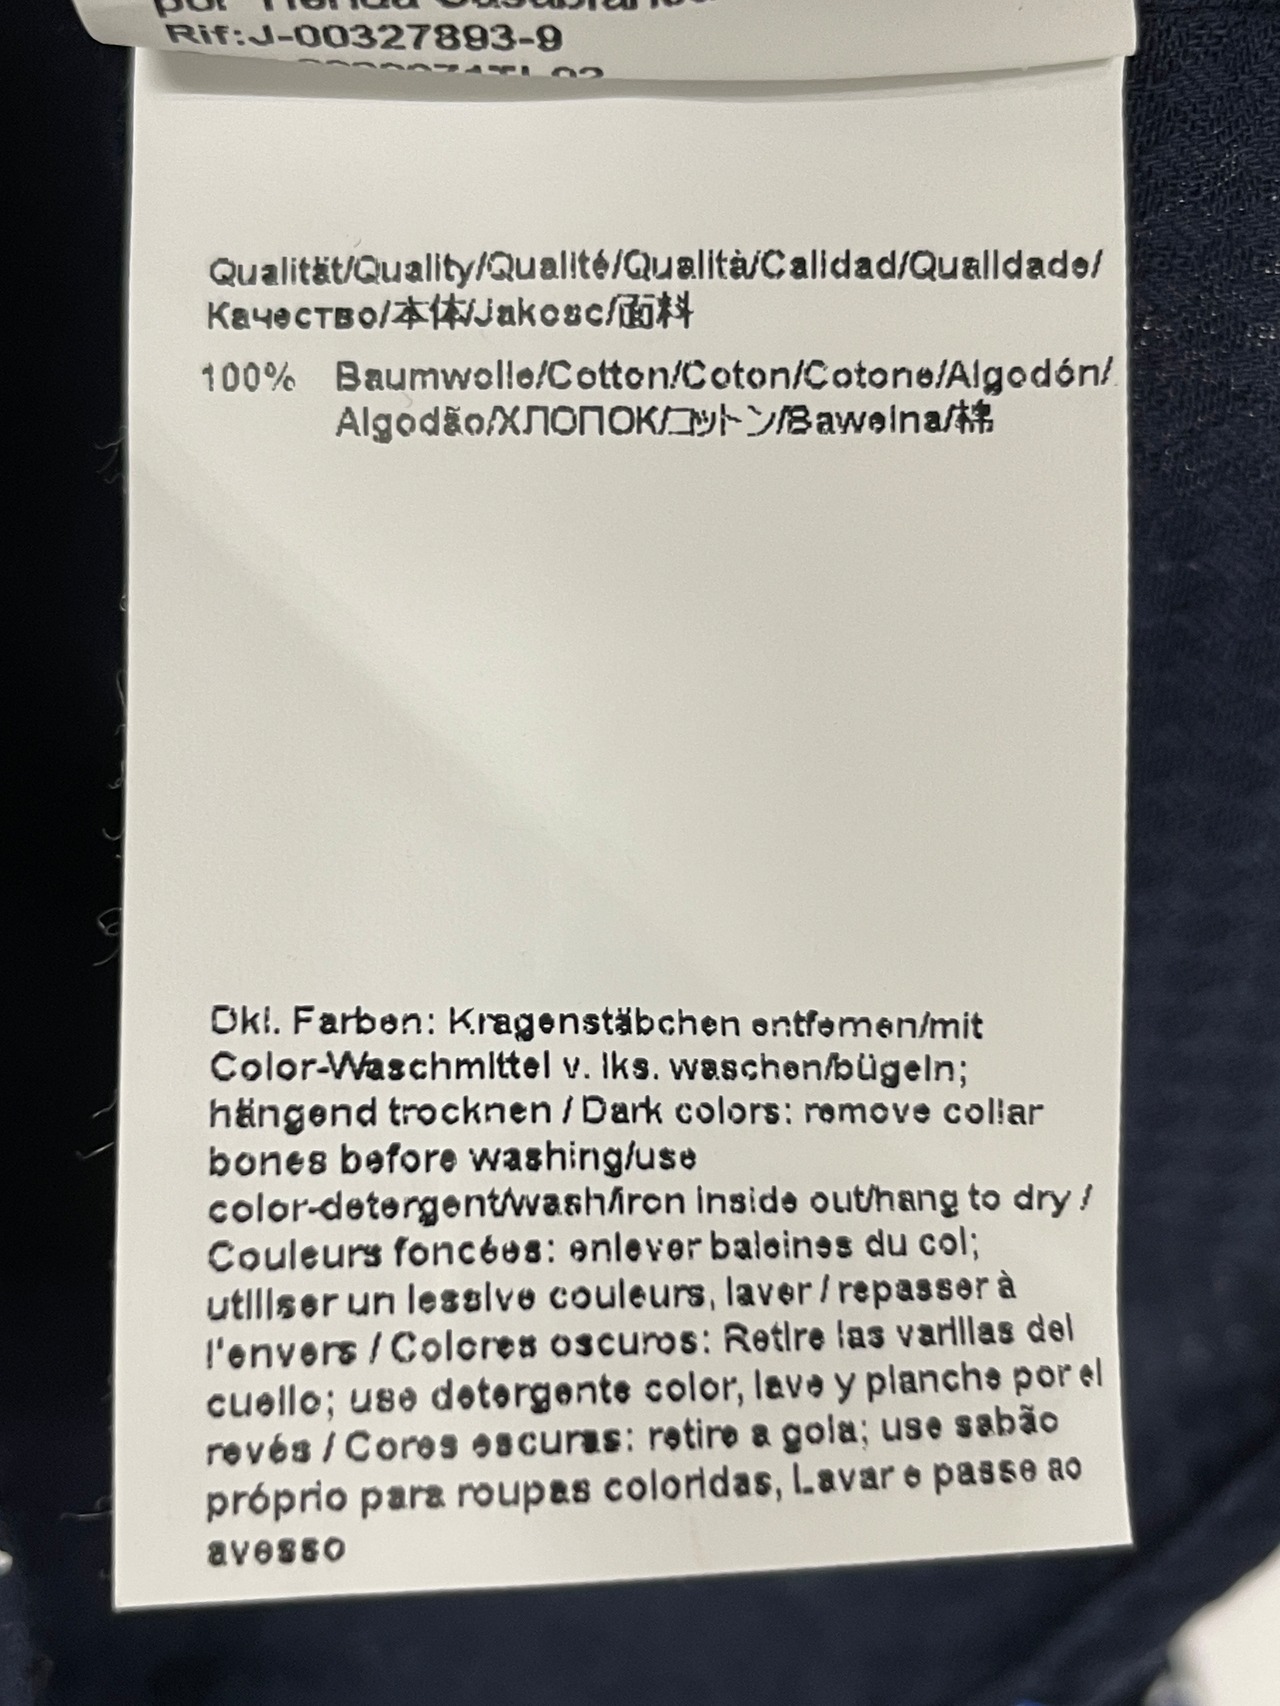 por Tienda Casablanca
Rif:J-00327893-9
Qualität/Quality/Qualité/Qualità/Calidad/Qualidade/
Качество/本体/Jakosc/面料
100% Baumwolle/Cotton/Coton/Cotone/Algodón/
Algodão/ХЛОПОК/コットン/Bawelna/棉
Dkl. Farben: Kragenstäbchen entfernen/mit
Color-Waschmittel v. lks. waschen/bügeln;
hängend trocknen / Dark colors: remove collar
bones before washing/use
color-detergent/wash/iron inside out/hang to dry /
Couleurs foncées: enlever baleines du col;
utiliser un lessive couleurs, laver / repasser à
l'envers / Colores oscuros: Retire las varillas del
cuello; use detergente color, lave y planche por el
revés / Cores escuras: retire a gola; use sabão
próprio para roupas coloridas, Lavar e passe ao
avesso